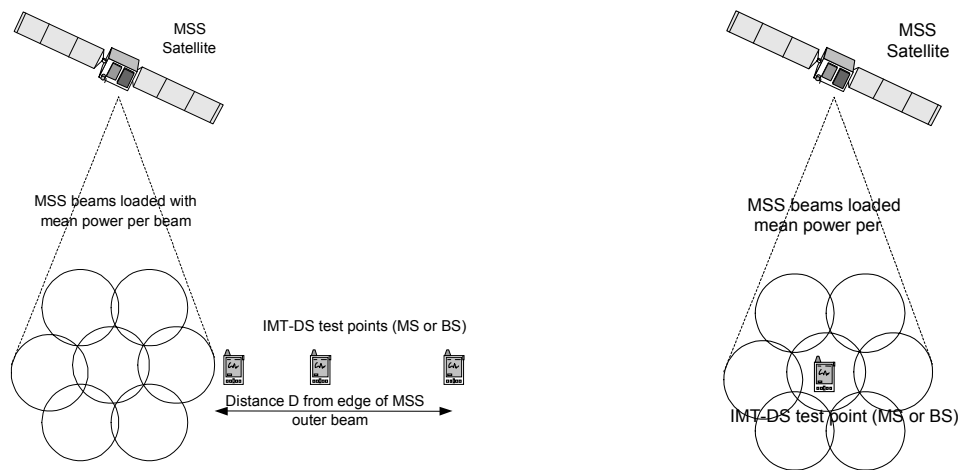 MSS
Satellite
MSS beams loaded with
mean power per beam
IMT-DS test points (MS or BS)
Distance D from edge of MSS
outer beam
MSS
Satellite
MSS beams loaded
mean power per
IMT-DS test point (MS or BS)